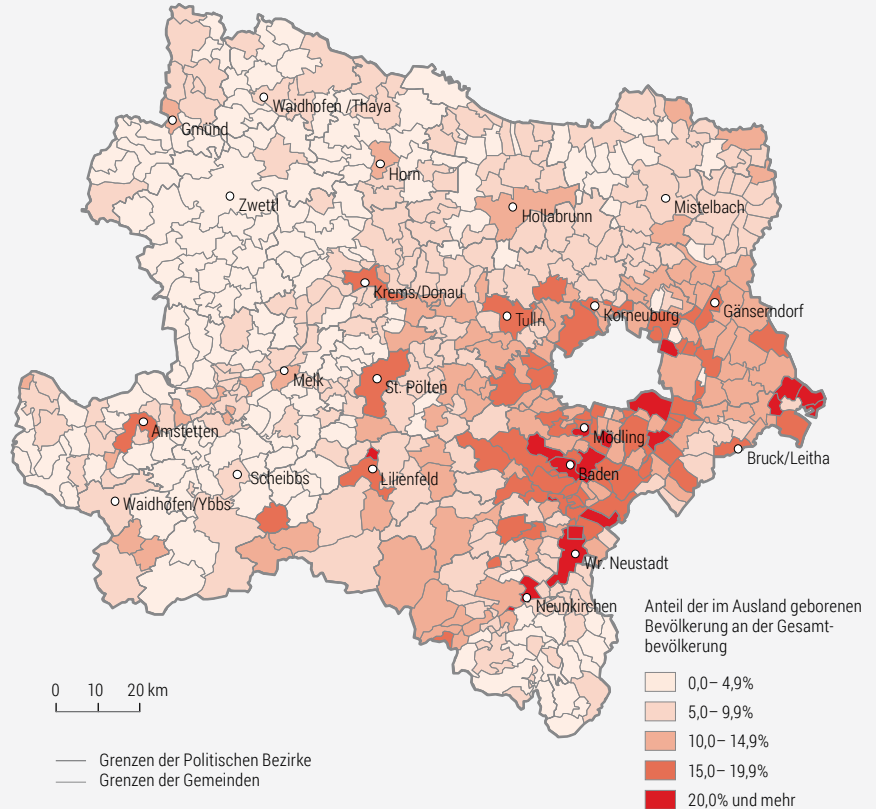 Waidhofen /Thaya
Gmünd
Horn
Zwettl
Hollabrunn
Mistelbach
Krems/Donau
Tulln
Korneuburg
Gänserndorf
Melk
St. Pölten
Amstetten
Mödling
Bruck/Leitha
Scheibbs
Lilienfeld
Baden
Waidhofen/Ybbs
Wr. Neustadt
Neunkirchen
Anteil der im Ausland geborenen
Bevölkerung an der Gesamt-
bevölkerung
0,0– 4,9%
5,0– 9,9%
10,0– 14,9%
15,0– 19,9%
20,0% und mehr
0 10 20 km
Grenzen der Politischen Bezirke
Grenzen der Gemeinden